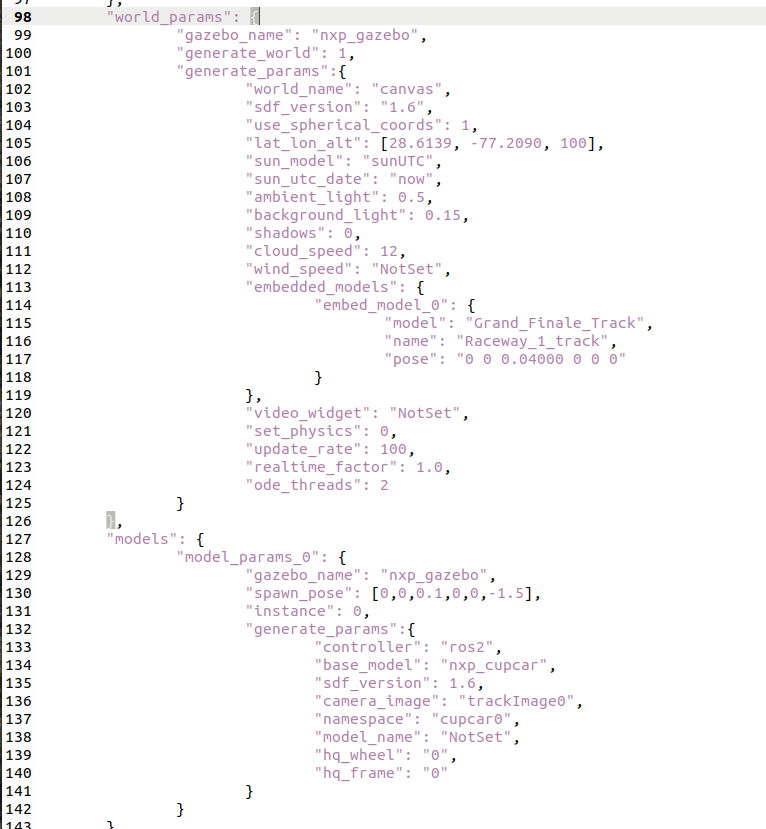 97 },
98 "world_params": {
99 "gazebo_name": "nxp_gazebo",
100 "generate_world": 1,
101 "generate_params":{
102 "world_name": "canvas",
103 "sdf_version": "1.6",
104 "use_spherical_coords": 1,
105 "lat_lon_alt": [28.6139, -77.2090, 100],
106 "sun_model": "sunUTC",
107 "sun_utc_date": "now",
108 "ambient_light": 0.5,
109 "background_light": 0.15,
110 "shadows": 0,
111 "cloud_speed": 12,
112 "wind_speed": "NotSet",
113 "embedded_models": {
114 "embed_model_0": {
115 "model": "Grand_Finale_Track",
116 "name": "Raceway_1_track",
117 "pose": "0 0 0.04000 0 0 0"
118 }
119 },
120 "video_widget": "NotSet",
121 "set_physics": 0,
122 "update_rate": 100,
123 "realtime_factor": 1.0,
124 "ode_threads": 2
125 }
126 },
127 "models": {
128 "model_params_0": {
129 "gazebo_name": "nxp_gazebo",
130 "spawn_pose": [0,0,0.1,0,0,-1.5],
131 "instance": 0,
132 "generate_params":{
133 "controller": "ros2",
134 "base_model": "nxp_cupcar",
135 "sdf_version": 1.6,
136 "camera_image": "trackImage0",
137 "namespace": "cupcar0",
138 "model_name": "NotSet",
139 "hq_wheel": "0",
140 "hq_frame": "0"
141 }
142 }
143 }